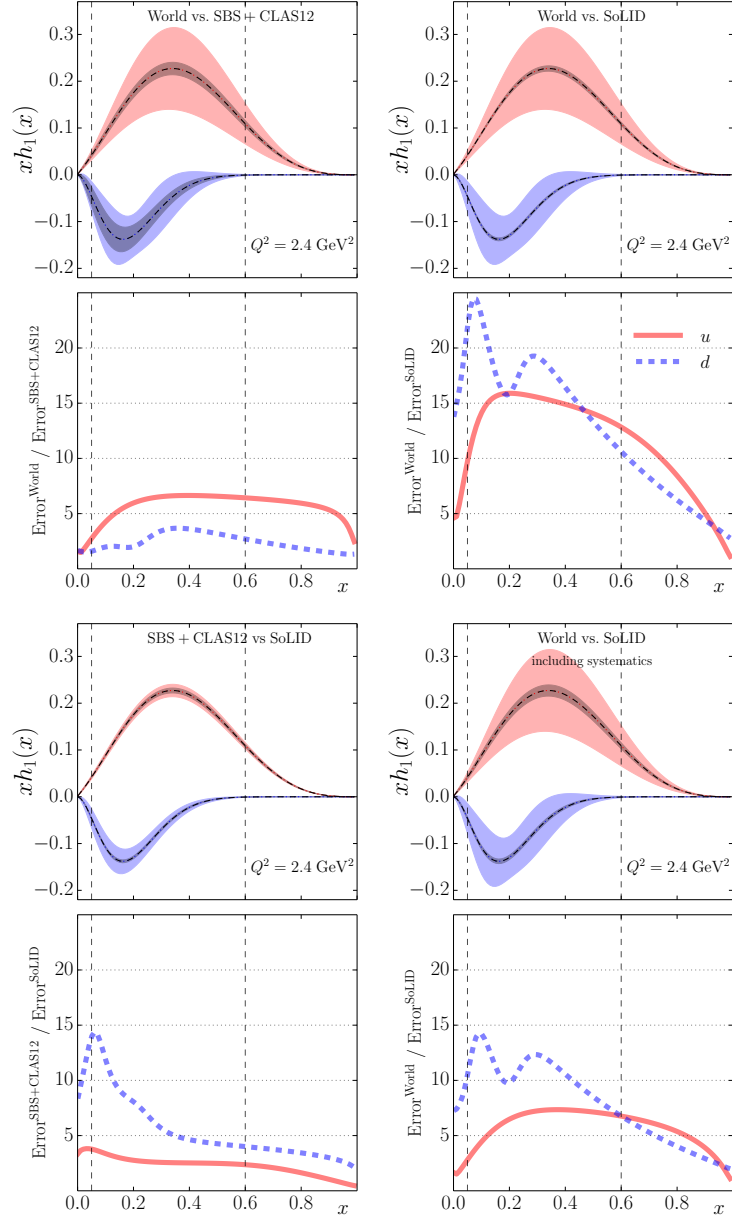 World vs. SBS + CLAS12
0.3
0.2
0.1
0.0
−0.1
−0.2
xh₁(x)
Q² = 2.4 GeV²
World vs. SoLID
0.3
0.2
0.1
0.0
−0.1
−0.2
xh₁(x)
Q² = 2.4 GeV²
20
15
10
5
Error^World / Error^SBS+CLAS12
0.0 0.2 0.4 0.6 0.8 x
20
15
10
5
Error^World / Error^SoLID
u
d
0.0 0.2 0.4 0.6 0.8 x
SBS + CLAS12 vs SoLID
0.3
0.2
0.1
0.0
−0.1
−0.2
xh₁(x)
Q² = 2.4 GeV²
World vs. SoLID
including systematics
0.3
0.2
0.1
0.0
−0.1
−0.2
xh₁(x)
Q² = 2.4 GeV²
20
15
10
5
Error^SBS+CLAS12 / Error^SoLID
0.0 0.2 0.4 0.6 0.8 x
20
15
10
5
Error^World / Error^SoLID
0.0 0.2 0.4 0.6 0.8 x